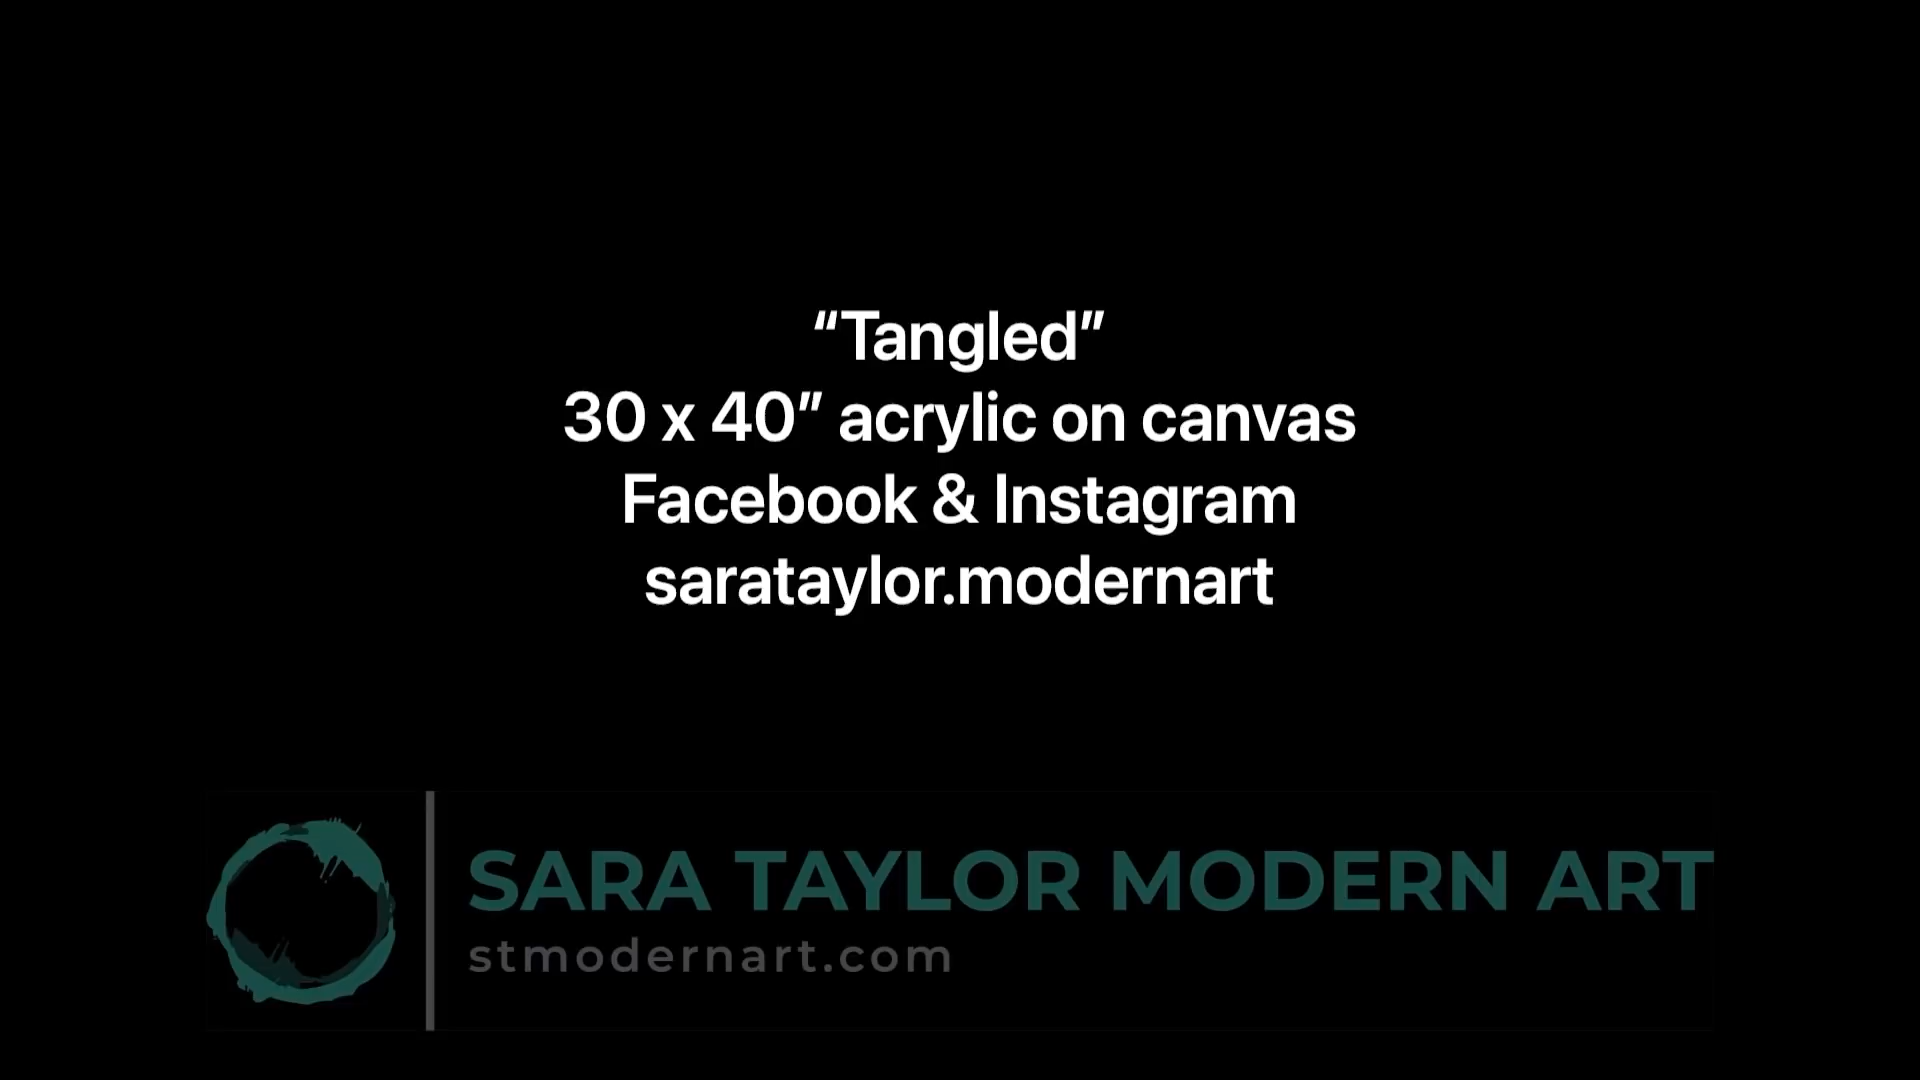 “Tangled”
30 x 40” acrylic on canvas
Facebook & Instagram
sarataylor.modernart
SARA TAYLOR MODERN ART
stmodernart.com